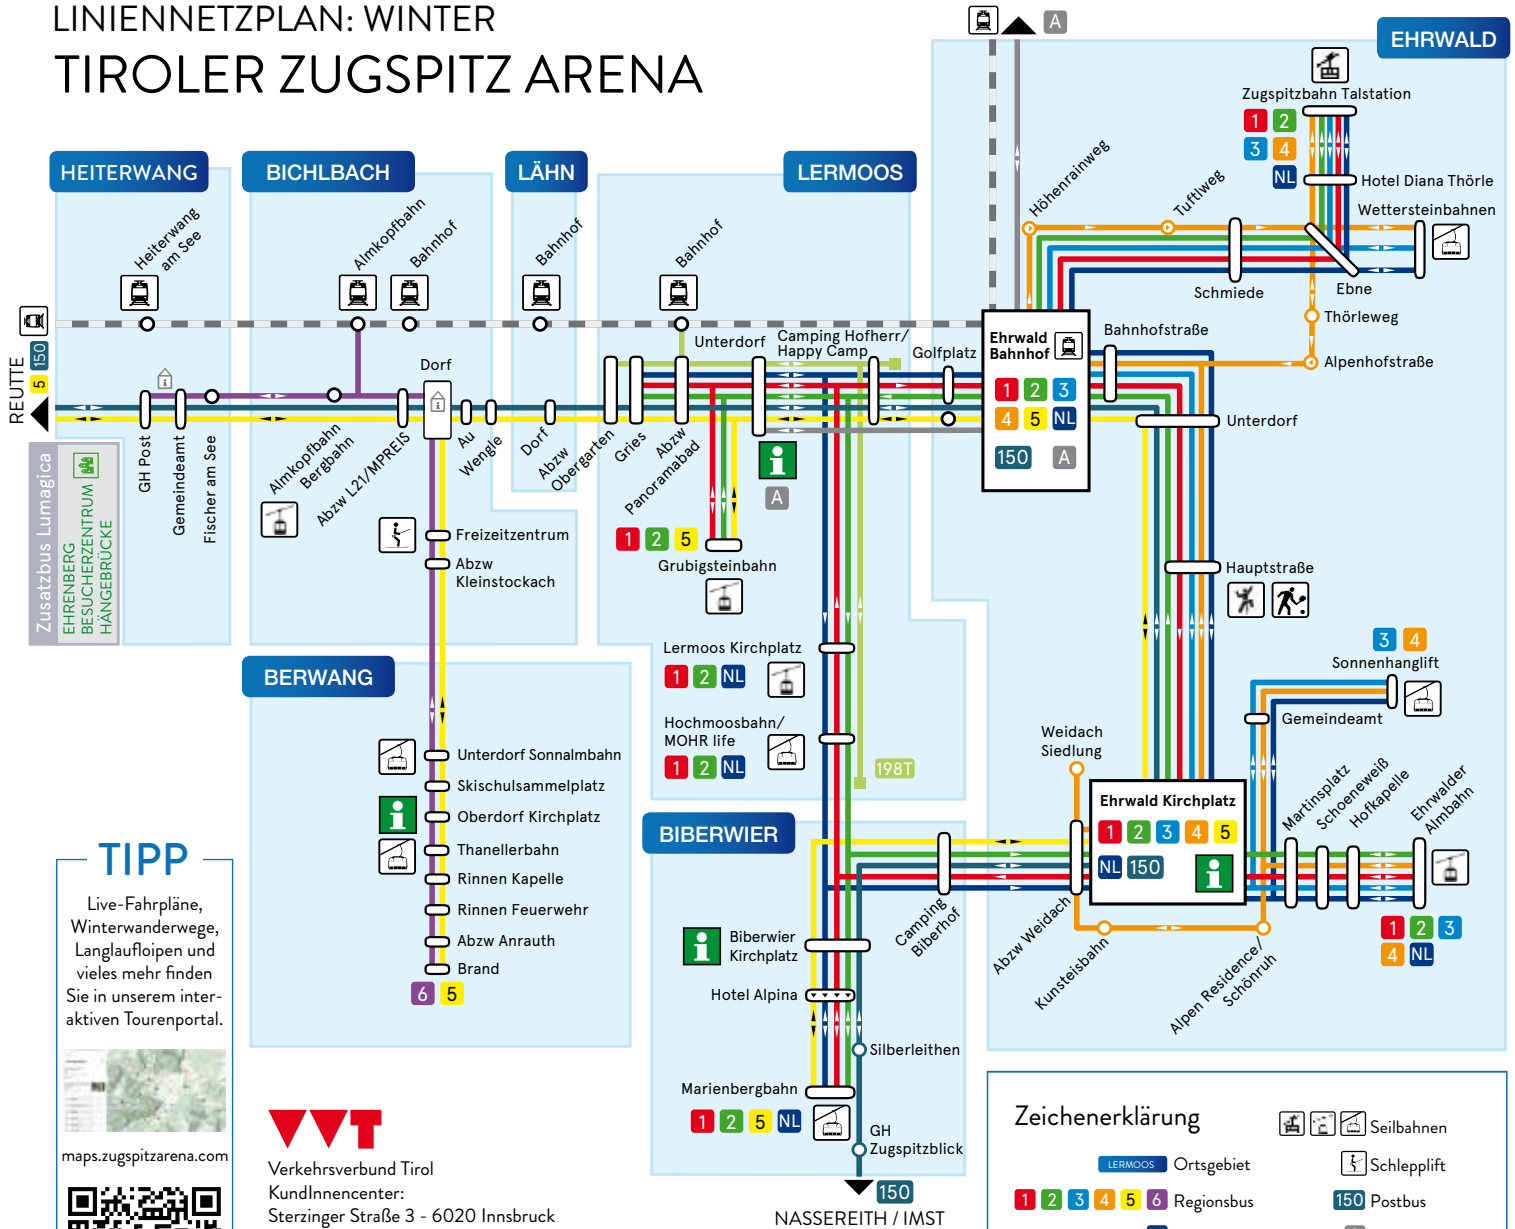 LINIENNETZPLAN: WINTER
TIROLER ZUGSPITZ ARENA
A
EHRWALD
Zugspitzbahn Talstation
1 2
3 4
NL
Hotel Diana Thörle
Wettersteinbahnen
Höhenrainweg
Tuftlweg
Schmiede
Ebne
Thörleweg
Alpenhofstraße
HEITERWANG
BICHLBACH
LÄHN
LERMOOS
Heiterwang
am See
Almkopfbahn
Bahnhof
Bahnhof
Bahnhof
REUTTE
5 150
Dorf
Unterdorf
Camping Hofherr/
Happy Camp
Golfplatz
Ehrwald
Bahnhof
1 2 3
4 5 NL
150 A
Bahnhofstraße
Unterdorf
GH Post
Gemeindeamt
Fischer am See
Almkopfbahn
Bergbahn
Abzw L21/MPREIS
Au
Wengle
Dorf
Abzw
Obergarten
Gries
Abzw
Panoramabad
A
Zusatzbus Lumagica
EHRENBERG
BESUCHERZENTRUM
HÄNGEBRÜCKE
Freizeitzentrum
Abzw
Kleinstockach
1 2 5
Grubigsteinbahn
Hauptstraße
Lermoos Kirchplatz
1 2 NL
Hochmoosbahn/
MOHR life
1 2 NL
198T
3 4
Sonnenhanglift
Gemeindeamt
Weidach
Siedlung
BERWANG
Unterdorf Sonnalmbahn
Skischulsammelplatz
Oberdorf Kirchplatz
Thanellerbahn
Rinnen Kapelle
Rinnen Feuerwehr
Abzw Anrauth
Brand
6 5
Ehrwald Kirchplatz
1 2 3 4 5
NL 150
Martinsplatz
Schoeneweiß
Hofkapelle
Ehrwalder
Almbahn
1 2 3
4 NL
BIBERWIER
Camping
Biberhof
Abzw Weidach
Kunsteisbahn
Alpen Residence/
Schönruh
Biberwier
Kirchplatz
Hotel Alpina
Silberleithen
Marienbergbahn
1 2 5 NL
GH
Zugspitzblick
150
NASSEREITH / IMST
TIPP
Live-Fahrpläne,
Winterwanderwege,
Langlaufloipen und
vieles mehr finden
Sie in unserem inter-
aktiven Tourenportal.
maps.zugspitzarena.com
VVT
Verkehrsverbund Tirol
KundInnencenter:
Sterzinger Straße 3 - 6020 Innsbruck
Zeichenerklärung
Seilbahnen
LERMOOS Ortsgebiet
Schlepplift
1 2 3 4 5 6 Regionsbus
150 Postbus